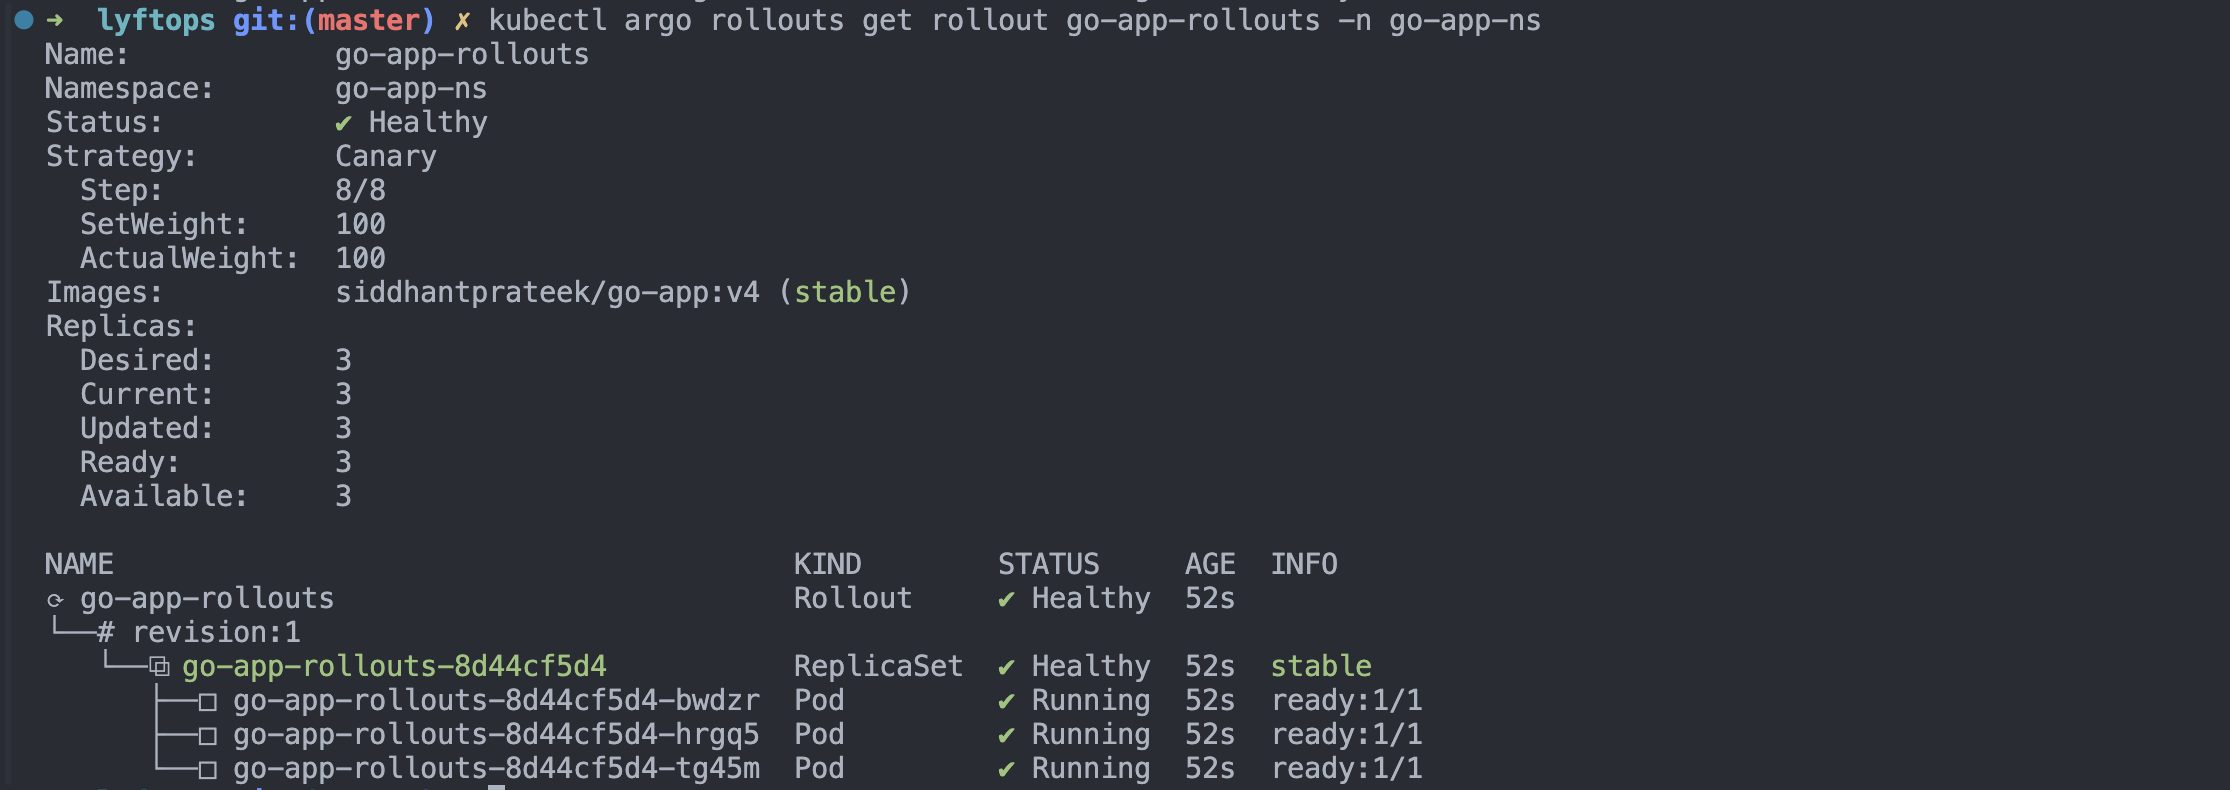 ➜ lyftops git:(master) ✗ kubectl argo rollouts get rollout go-app-rollouts -n go-app-ns
Name: go-app-rollouts
Namespace: go-app-ns
Status: ✔ Healthy
Strategy: Canary
Step: 8/8
SetWeight: 100
ActualWeight: 100
Images: siddhantprateek/go-app:v4 (stable)
Replicas:
Desired: 3
Current: 3
Updated: 3
Ready: 3
Available: 3
NAME KIND STATUS AGE INFO
⟳ go-app-rollouts Rollout ✔ Healthy 52s
└──# revision:1
└──⧉ go-app-rollouts-8d44cf5d4 ReplicaSet ✔ Healthy 52s stable
├──□ go-app-rollouts-8d44cf5d4-bwdzr Pod ✔ Running 52s ready:1/1
├──□ go-app-rollouts-8d44cf5d4-hrgq5 Pod ✔ Running 52s ready:1/1
└──□ go-app-rollouts-8d44cf5d4-tg45m Pod ✔ Running 52s ready:1/1